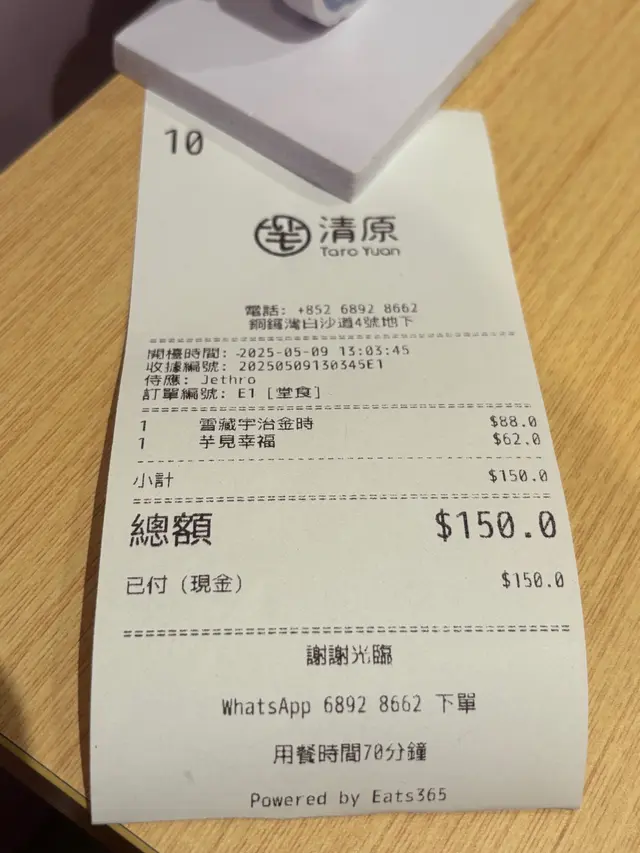 10
清原
Taro Yuan
電話: +852 6892 8662
銅鑼灣白沙道4號地下
開檯時間: 2025-05-09 13:03:45
收據編號: 20250509130345E1
侍應: Jethro
訂單編號: E1 [堂食]
1 雪藏宇治金時 $88.0
1 芋見幸福 $62.0
小計 $150.0
總額 $150.0
已付 (現金) $150.0
謝謝光臨
WhatsApp 6892 8662 下單
用餐時間70分鐘
Powered by Eats365